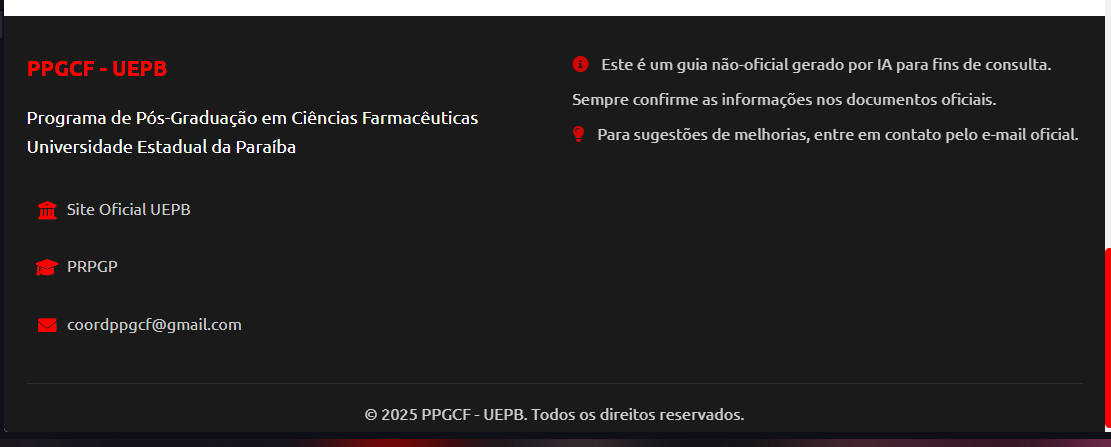 PPGCF - UEPB
Programa de Pós-Graduação em Ciências Farmacêuticas
Universidade Estadual da Paraíba
Site Oficial UEPB
PRPGP
coordppgcf@gmail.com
Este é um guia não-oficial gerado por IA para fins de consulta.
Sempre confirme as informações nos documentos oficiais.
Para sugestões de melhorias, entre em contato pelo e-mail oficial.
© 2025 PPGCF - UEPB. Todos os direitos reservados.